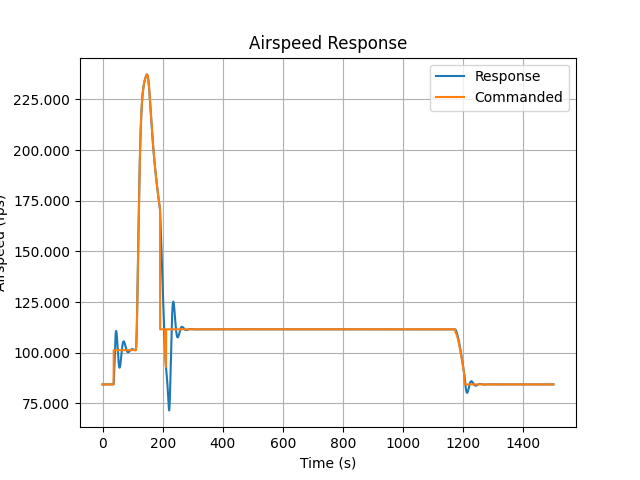 Airspeed Response
Response
Commanded
225.000
200.000
175.000
150.000
125.000
100.000
75.000
Airspeed (fps)
0 200 400 600 800 1000 1200 1400
Time (s)